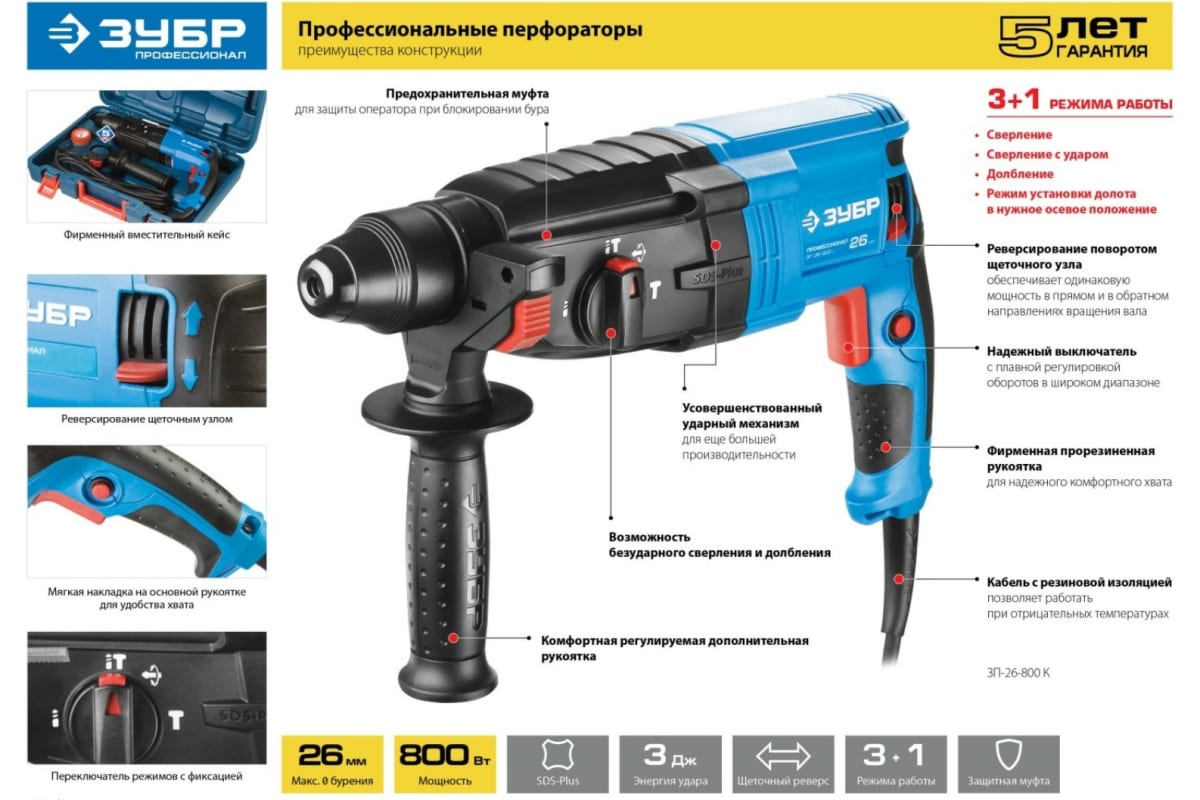 ЗУБР
ПРОФЕССИОНАЛ
Профессиональные перфораторы
преимущества конструкции
5 лет
ГАРАНТИЯ
Фирменный вместительный кейс
УБР
НАЛ
Реверсирование щеточным узлом
Мягкая накладка на основной рукоятке
для удобства хвата
T
T
SDS-P
Переключатель режимов с фиксацией
Предохранительная муфта
для защиты оператора при блокировании бура
ЗУБР
ПРОФЕССИОНАЛ
26
SDS-Plus
T
T
ЗУБР
Усовершенствованный
ударный механизм
для еще большей
производительности
Возможность
безударного сверления и долбления
Комфортная регулируемая дополнительная
рукоятка
3+1 РЕЖИМА РАБОТЫ
• Сверление
• Сверление с ударом
• Долбление
• Режим установки долота
в нужное осевое положение
Реверсирование поворотом
щеточного узла
обеспечивает одинаковую
мощность в прямом и в обратном
направлениях вращения вала
Надежный выключатель
с плавной регулировкой
оборотов в широком диапазоне
Фирменная прорезиненная
рукоятка
для надежного комфортного хвата
Кабель с резиновой изоляцией
позволяет работать
при отрицательных температурах
ЗП-26-800 К
26 мм
Макс. Ø бурения
800 Вт
Мощность
SDS-Plus
3 Дж
Энергия удара
Щеточный реверс
3 + 1
Режима работы
Защитная муфта